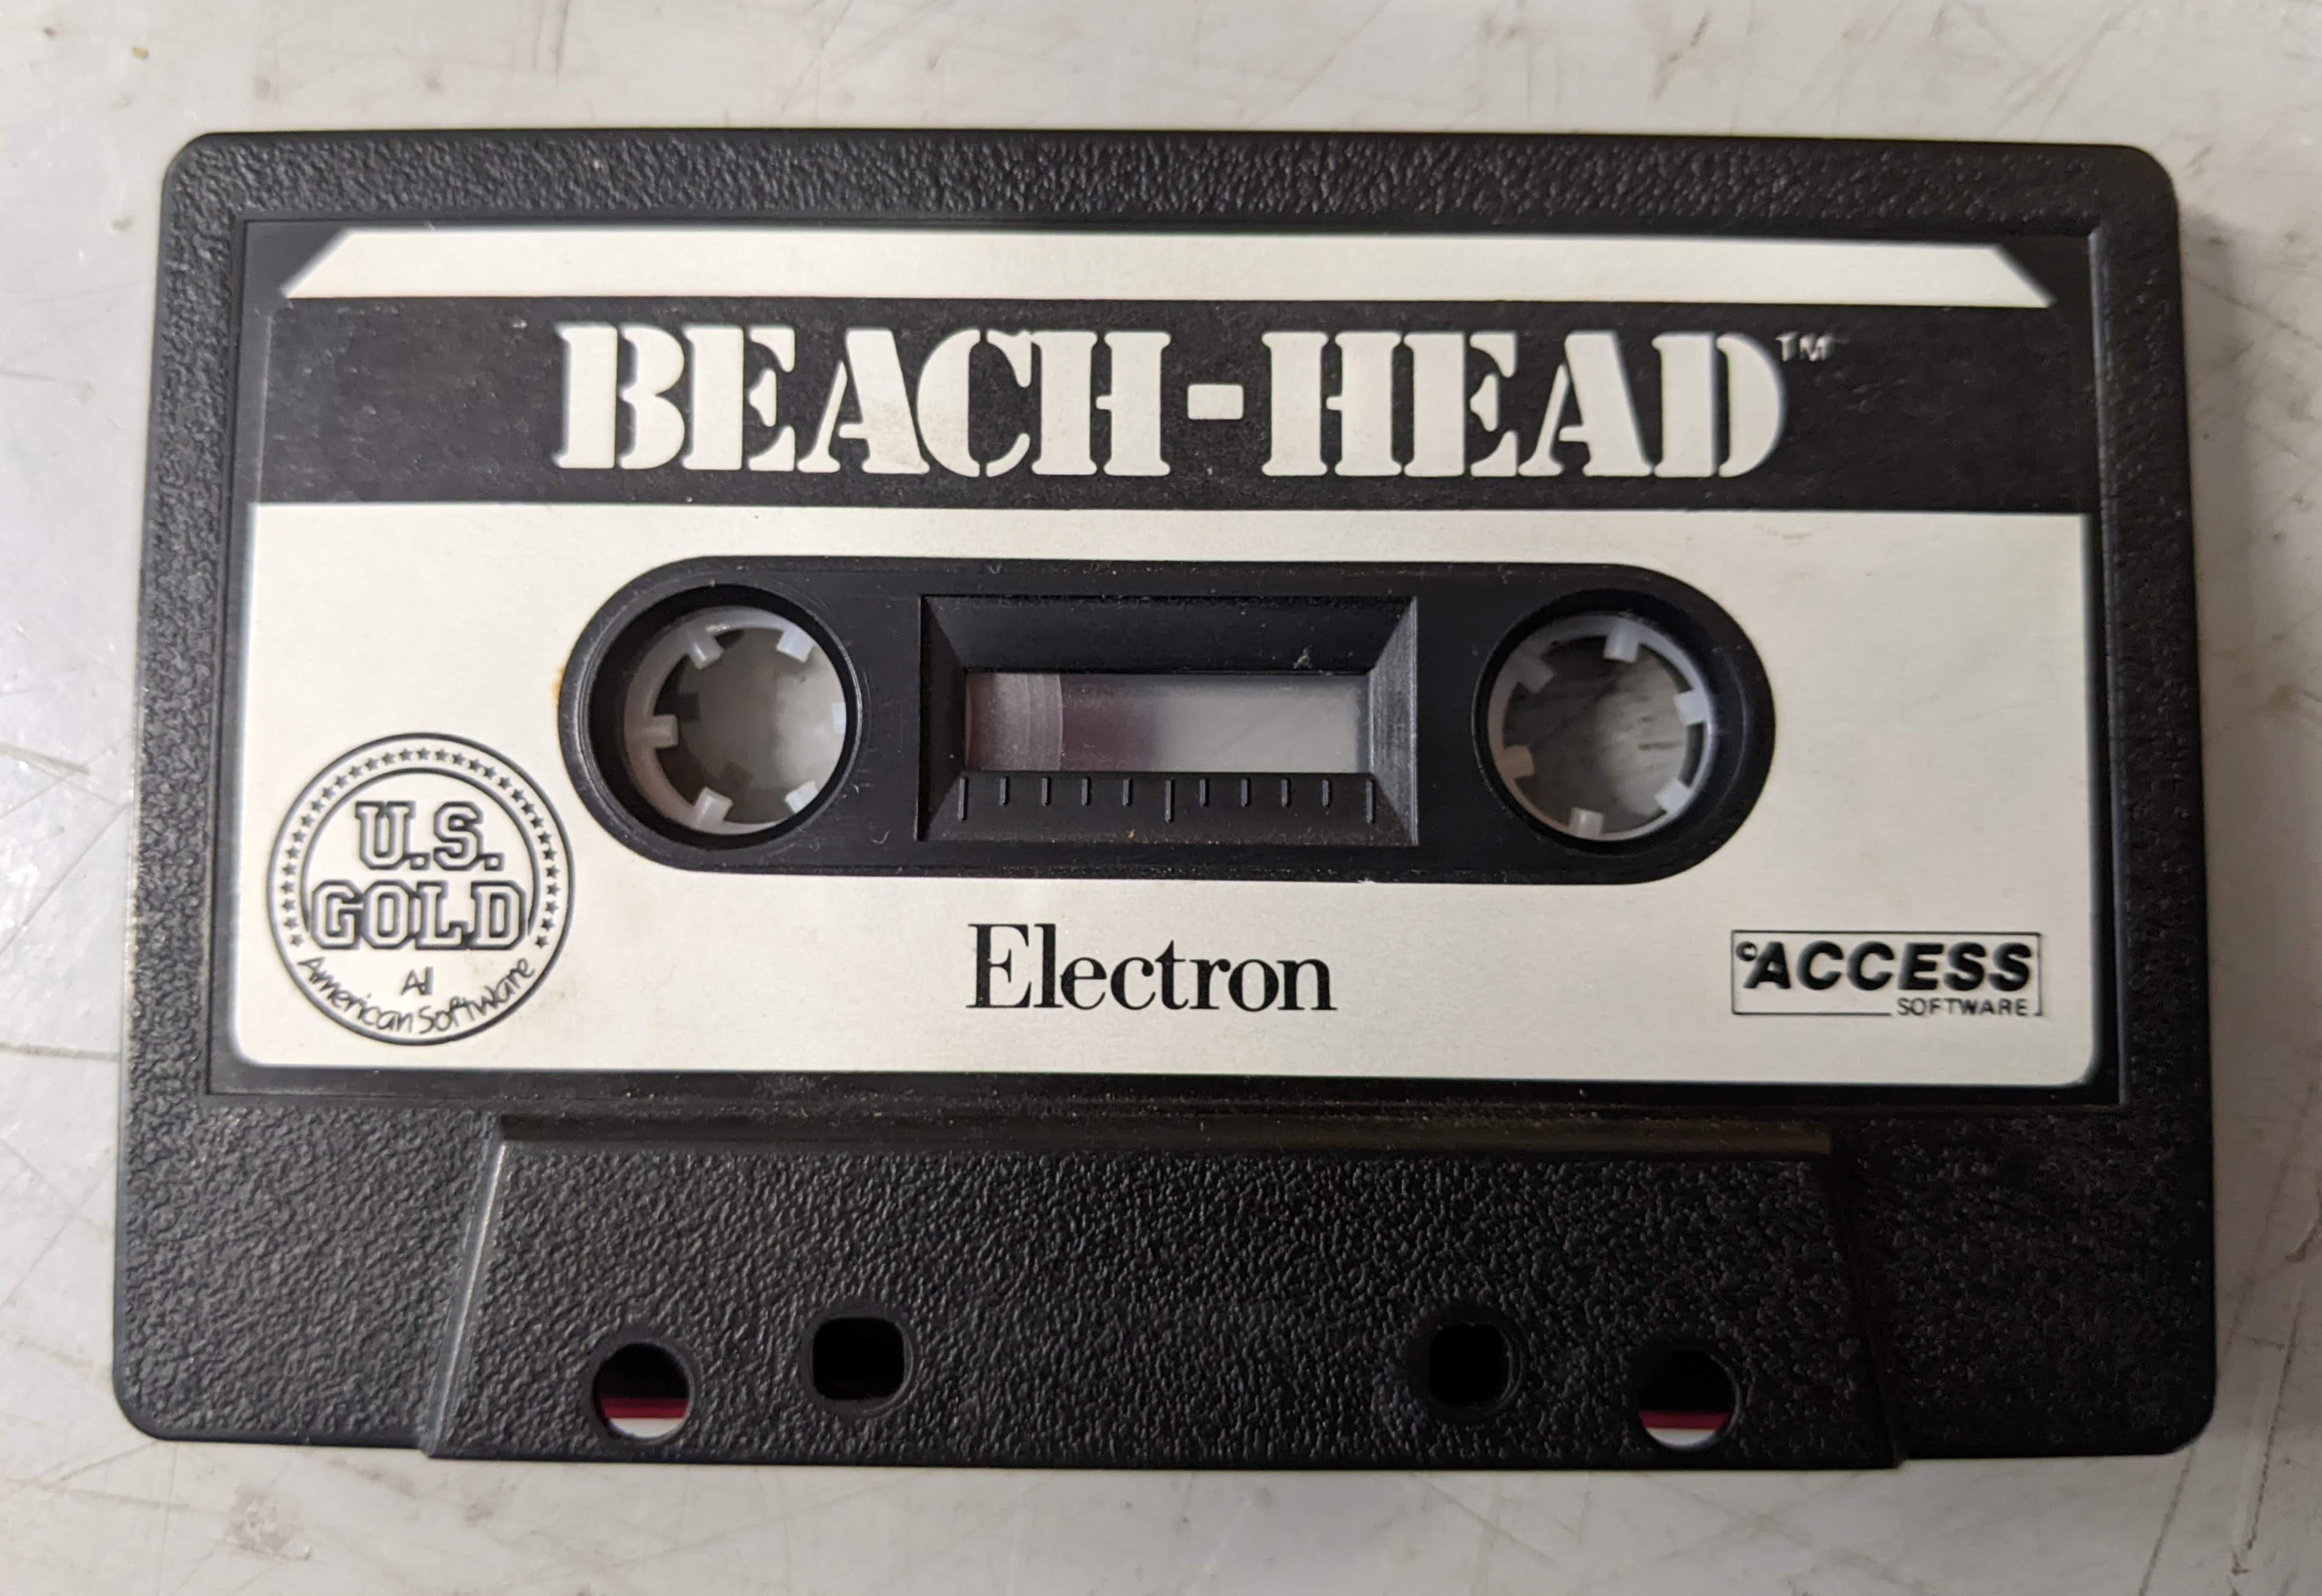 BEACH-HEAD™
U.S.
GOLD
All
American Software
Electron
©ACCESS
SOFTWARE